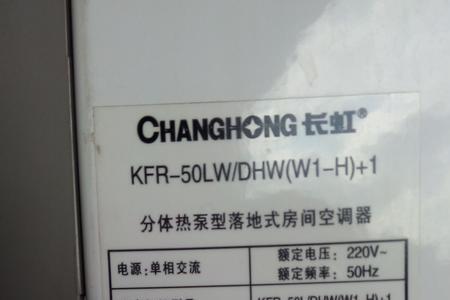 CHANGHONG 长虹®
KFR-50LW/DHW(W1-H)+1
分体热泵型落地式房间空调器
电源:单相交流
额定电压: 220V~
额定频率: 50Hz